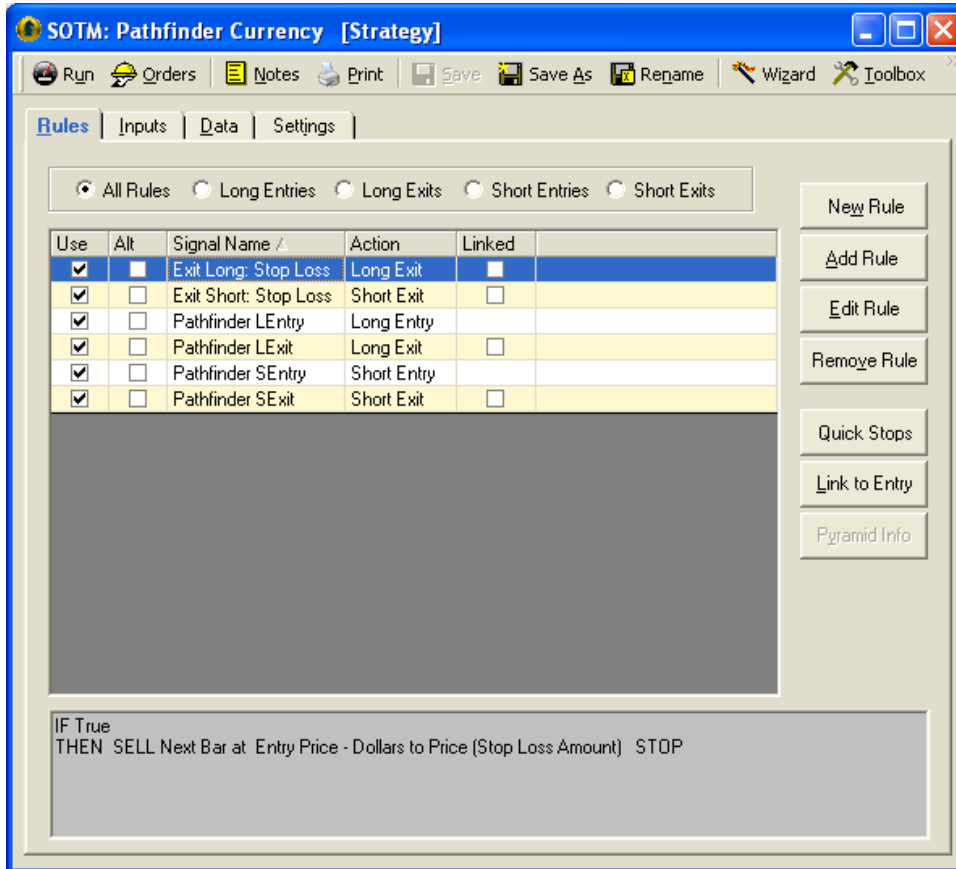 SOTM: Pathfinder Currency [Strategy]
Run Orders Notes Print Save Save As Rename Wizard Toolbox »
Rules Inputs Data Settings
All Rules Long Entries Long Exits Short Entries Short Exits
New Rule
Use Alt Signal Name Action Linked
Add Rule
Exit Long: Stop Loss Long Exit
Exit Short: Stop Loss Short Exit
Edit Rule
Pathfinder LEntry Long Entry
Pathfinder LExit Long Exit
Remove Rule
Pathfinder SEntry Short Entry
Pathfinder SExit Short Exit
Quick Stops
Link to Entry
Pyramid Info
IF True
THEN SELL Next Bar at Entry Price - Dollars to Price (Stop Loss Amount) STOP